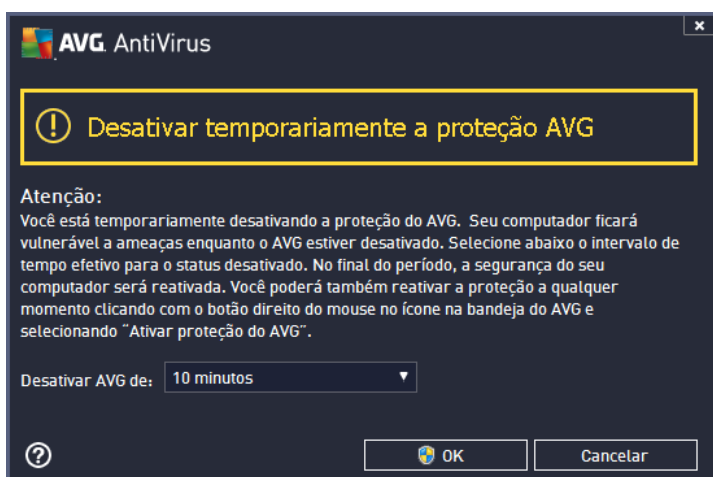 AVG. AntiVirus
Desativar temporariamente a proteção AVG
Atenção:
Você está temporariamente desativando a proteção do AVG. Seu computador ficará
vulnerável a ameaças enquanto o AVG estiver desativado. Selecione abaixo o intervalo de
tempo efetivo para o status desativado. No final do período, a segurança do seu
computador será reativada. Você poderá também reativar a proteção a qualquer
momento clicando com o botão direito do mouse no ícone na bandeja do AVG e
selecionando "Ativar proteção do AVG".
Desativar AVG de: 10 minutos
OK Cancelar